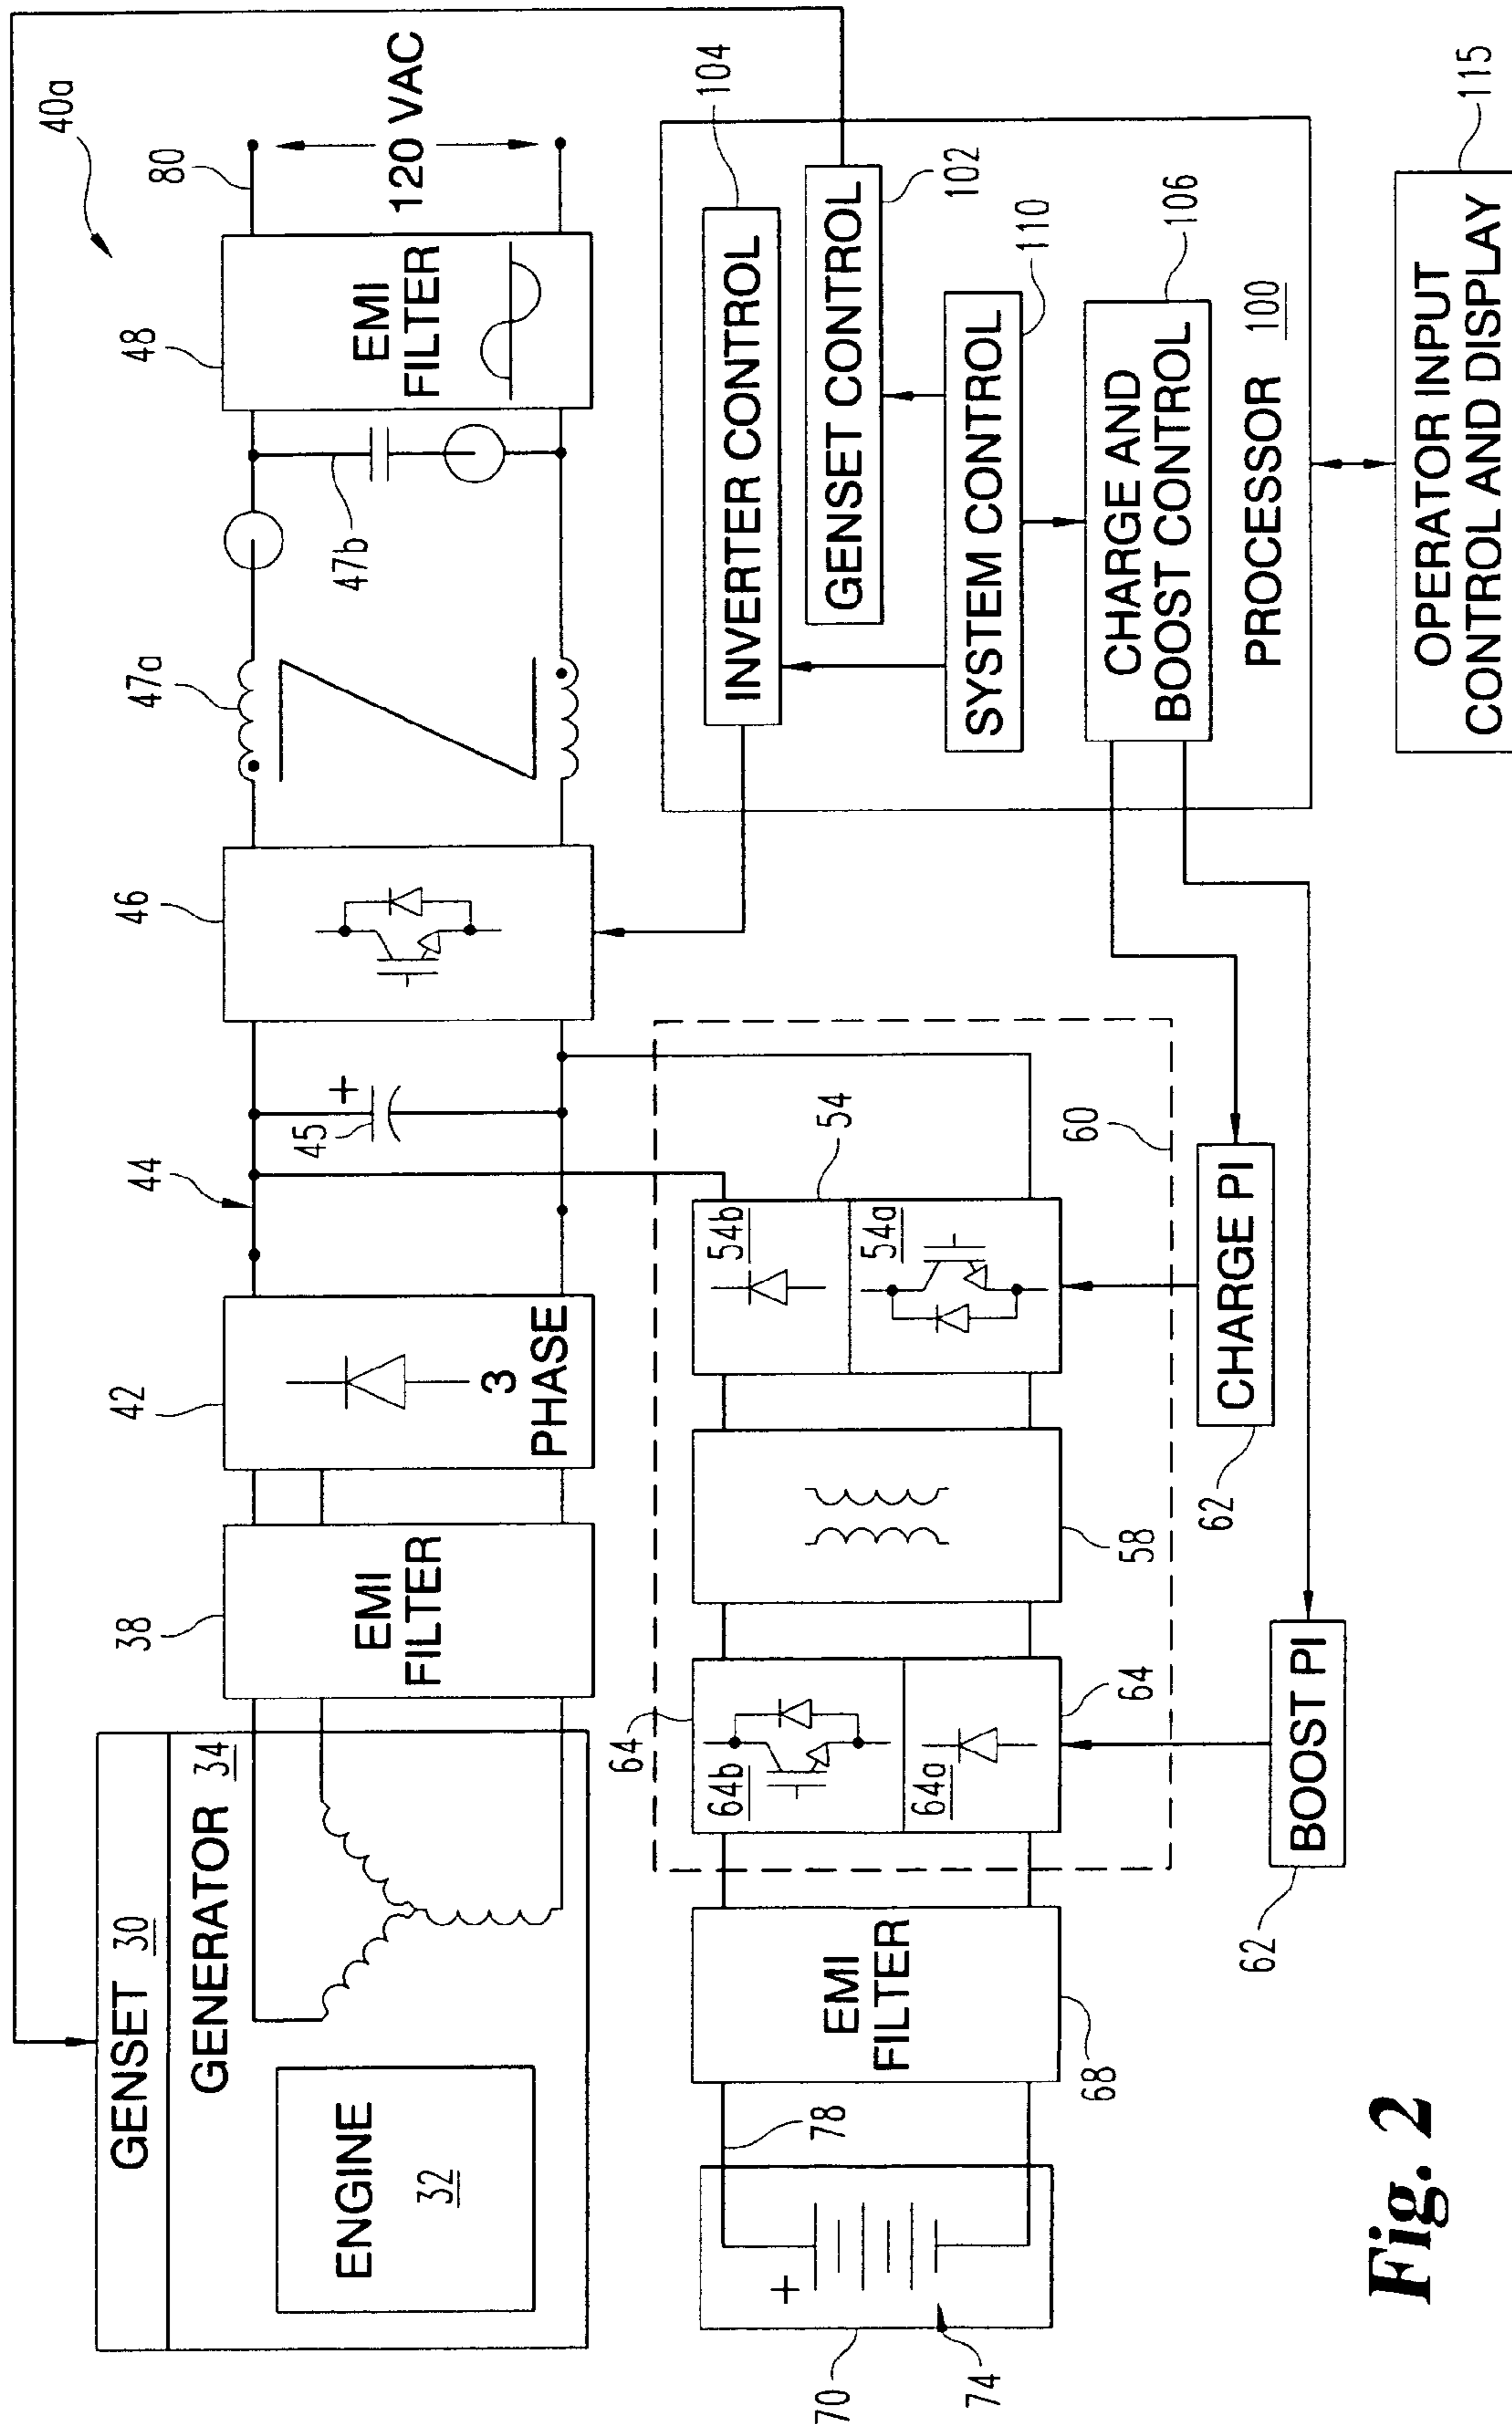 40a
GENSET 30
GENERATOR 34
ENGINE
32
38
EMI
FILTER
42
3
PHASE
44
45
+
46
47a
47b
48
EMI
FILTER
80
120 VAC
70
74
+
78
68
EMI
FILTER
64
64b
64a
64
58
54
54b
54a
60
CHARGE PI
62
BOOST PI
62
104
INVERTER CONTROL
GENSET CONTROL
102
SYSTEM CONTROL
110
CHARGE AND
BOOST CONTROL
106
PROCESSOR 100
OPERATOR INPUT
CONTROL AND DISPLAY
115
Fig. 2